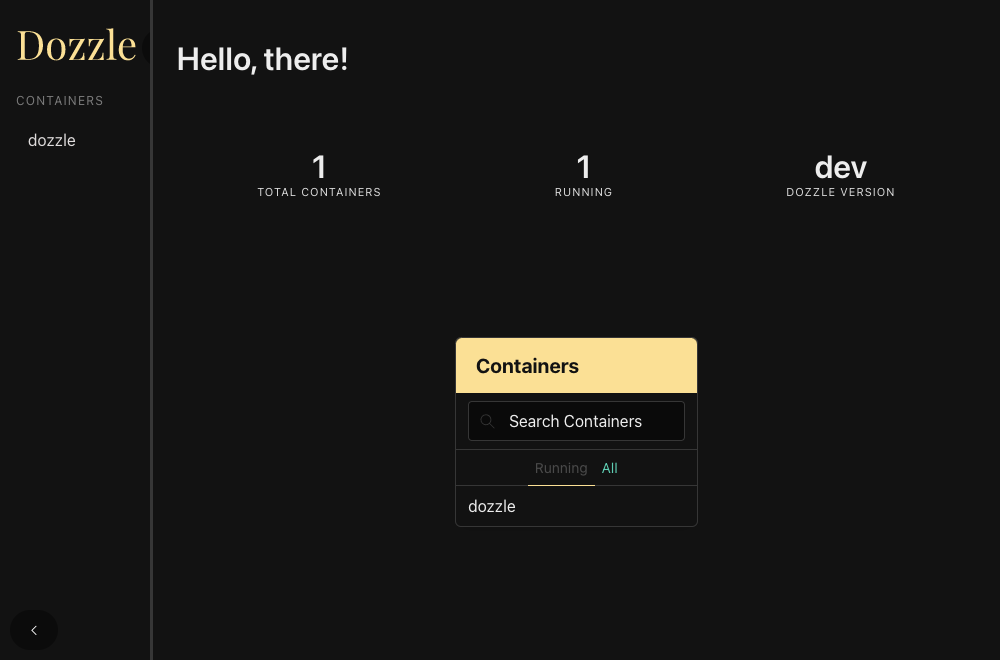 Dozzle
CONTAINERS
dozzle
Hello, there!
1
TOTAL CONTAINERS
1
RUNNING
dev
DOZZLE VERSION
Containers
Search Containers
Running All
dozzle